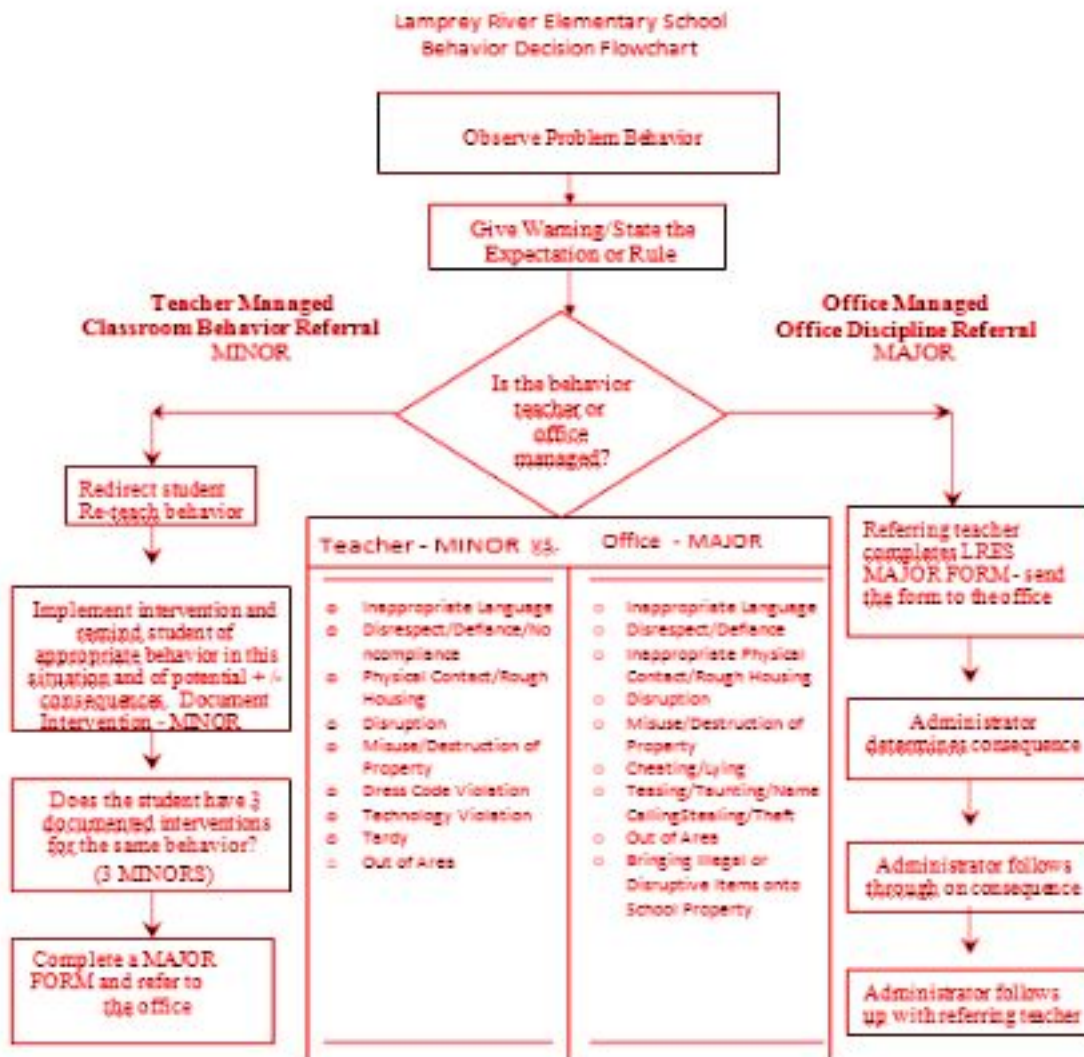 Lamprey River Elementary School
Behavior Decision Flowchart
Observe Problem Behavior
Give Warning/State the
Expectation or Rule
Teacher Managed
Classroom Behavior Referral
MINOR
Office Managed
Office Discipline Referral
MAJOR
Is the behavior
teacher or
office
managed?
Redirect student
Re-teach behavior
Implement intervention and
remind student of
appropriate behavior in this
situation and of potential + /-
consequences. Document
Intervention - MINOR
Does the student have 3
documented interventions
for the same behavior?
(3 MINORS)
Complete a MAJOR
FORM and refer to
the office
Teacher - MINOR vs.
Inappropriate Language
Disrespect/Defiance/No
ncompliance
Physical Contact/Rough
Housing
Disruption
Misuse/Destruction of
Property
Dress Code Violation
Technology Violation
Tardy
Out of Area
Office - MAJOR
Inappropriate Language
Disrespect/Defiance
Inappropriate Physical
Contact/Rough Housing
Disruption
Misuse/Destruction of
Property
Cheating/Lying
Teasing/Taunting/Name
CallingStealing/Theft
Out of Area
Bringing Illegal or
Disruptive Items onto
School Property
Referring teacher
completes LRES
MAJOR FORM - send
the form to the office
Administrator
determines consequence
Administrator follows
through on consequence
Administrator follows
up with referring teacher